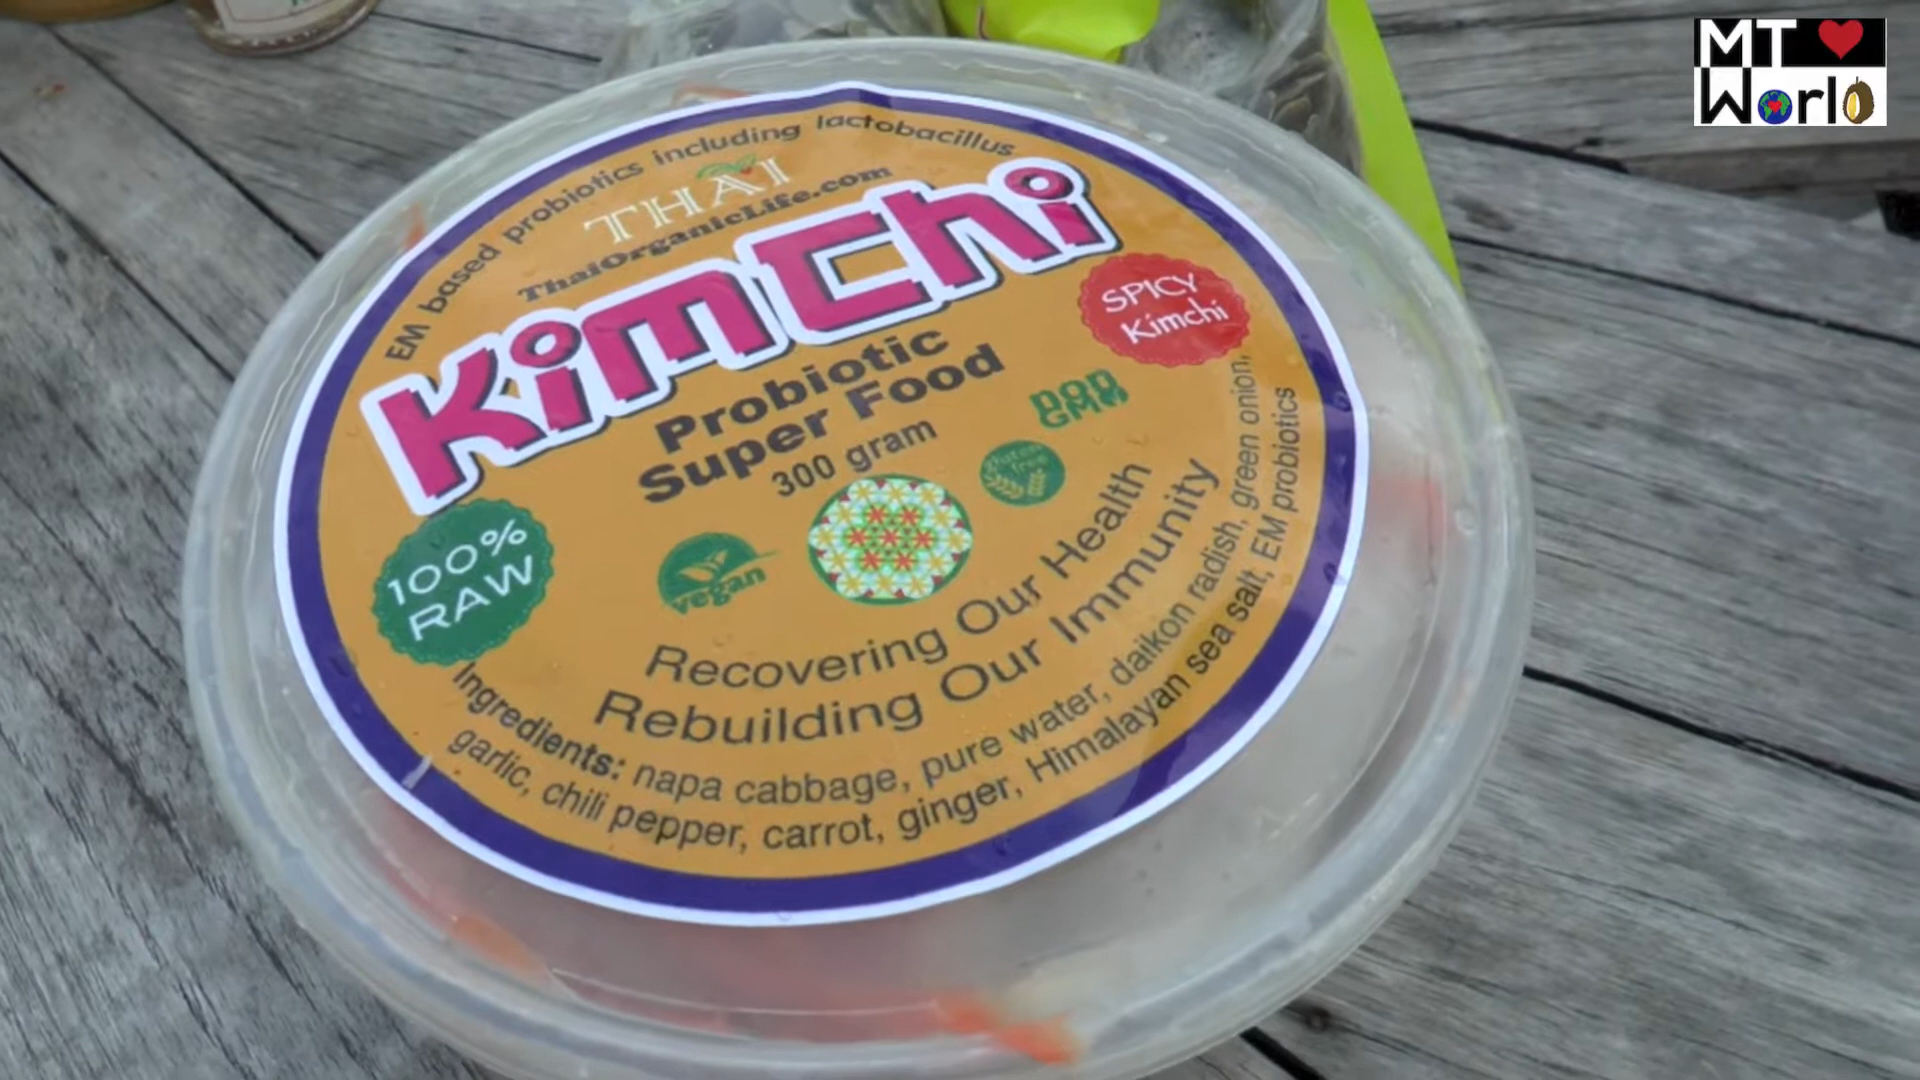 MT
World
EM based probiotics including lactobacillus
THAI
ThaiOrganicLife.com
Kimchi
SPICY
Kimchi
Probiotic
Super Food
300 gram
non
GMO
gluten
free
100%
RAW
vegan
Recovering Our Health
Rebuilding Our Immunity
Ingredients: napa cabbage, pure water, daikon radish, green onion,
garlic, chili pepper, carrot, ginger, Himalayan sea salt, EM probiotics